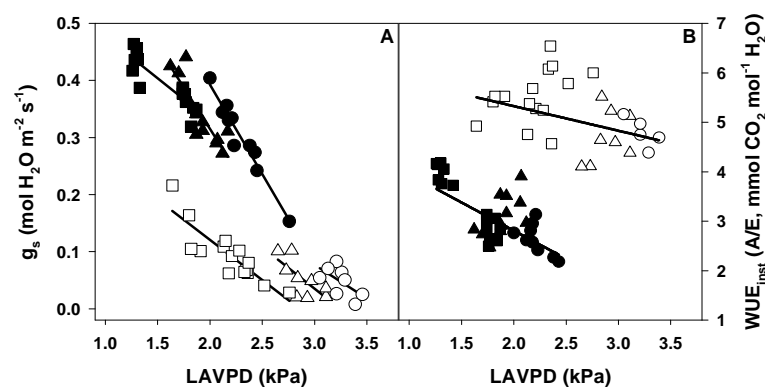 0.5
0.4
0.3
0.2
0.1
0.0
g_s (mol H₂O m⁻² s⁻¹)
A
1.0 1.5 2.0 2.5 3.0 3.5
LAVPD (kPa)
B
1.0 1.5 2.0 2.5 3.0 3.5
LAVPD (kPa)
7
6
5
4
3
2
1
WUE_inst (A/E, mmol CO₂ mol⁻¹ H₂O)